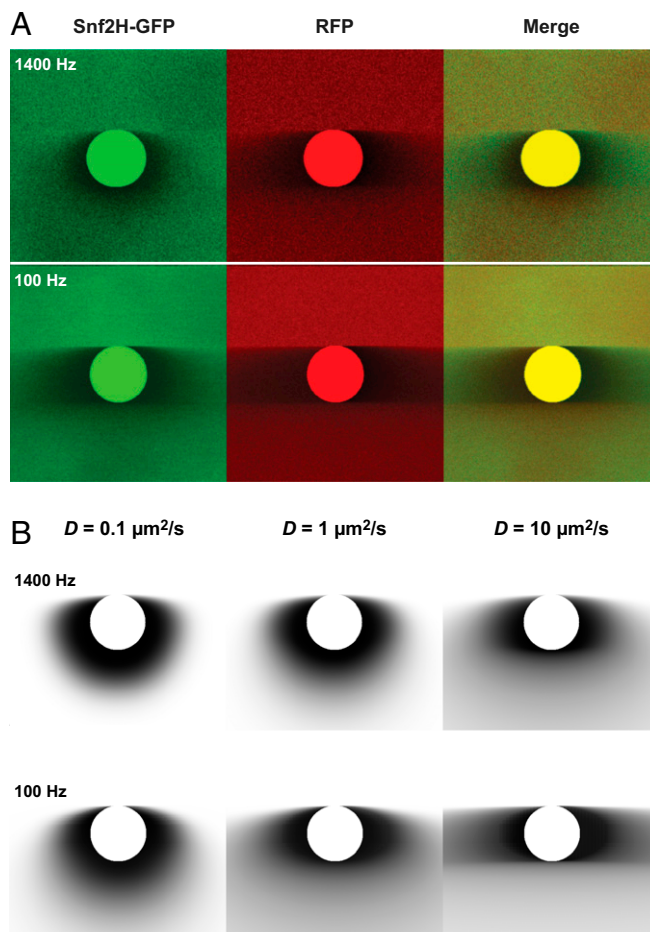 A
Snf2H-GFP RFP Merge
1400 Hz
100 Hz
B
D = 0.1 µm²/s D = 1 µm²/s D = 10 µm²/s
1400 Hz
100 Hz